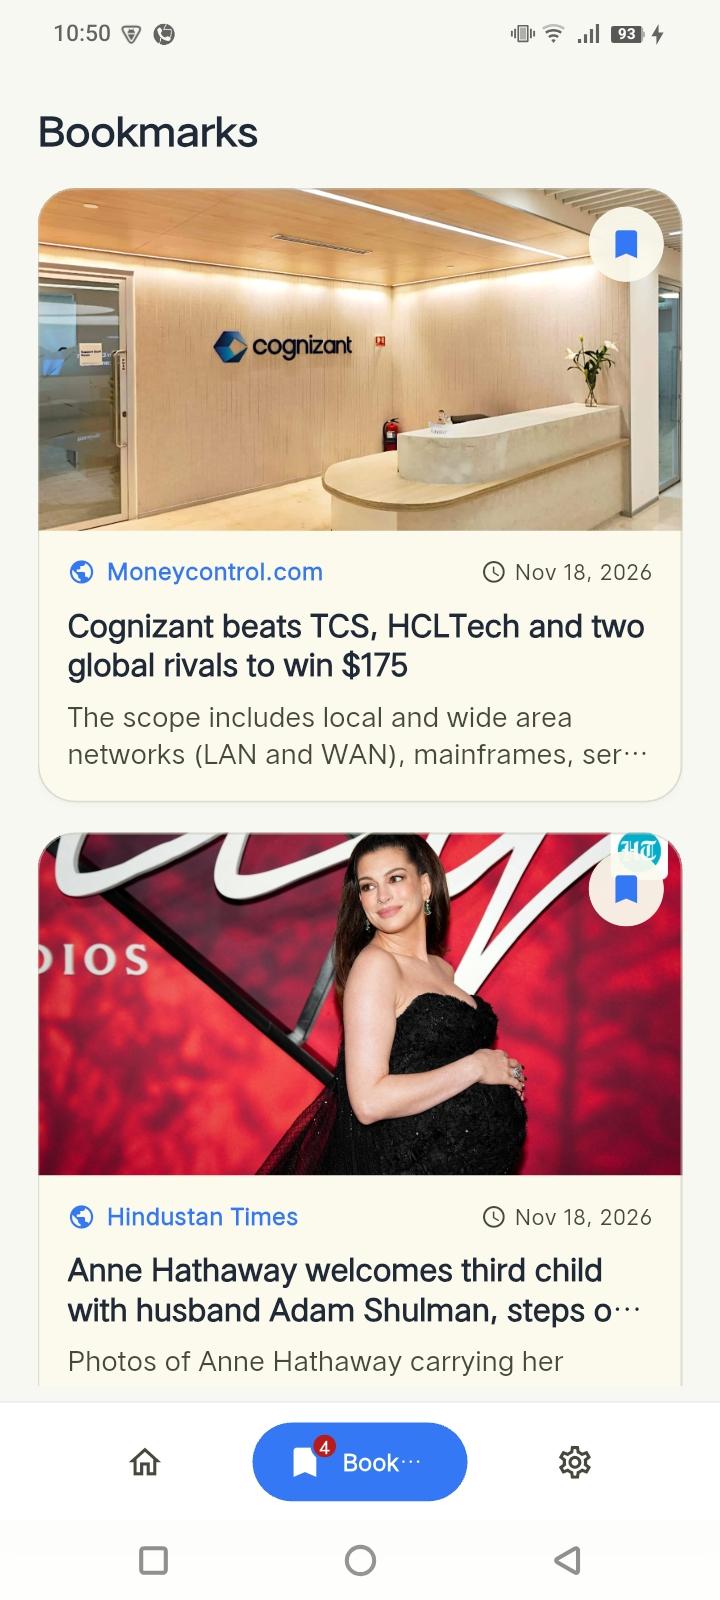 10:50
93
Bookmarks
cognizant
Moneycontrol.com
Nov 18, 2026
Cognizant beats TCS, HCLTech and two
global rivals to win $175
The scope includes local and wide area
networks (LAN and WAN), mainframes, ser···
HT
DIOS
Hindustan Times
Nov 18, 2026
Anne Hathaway welcomes third child
with husband Adam Shulman, steps o···
Photos of Anne Hathaway carrying her
4
Book···